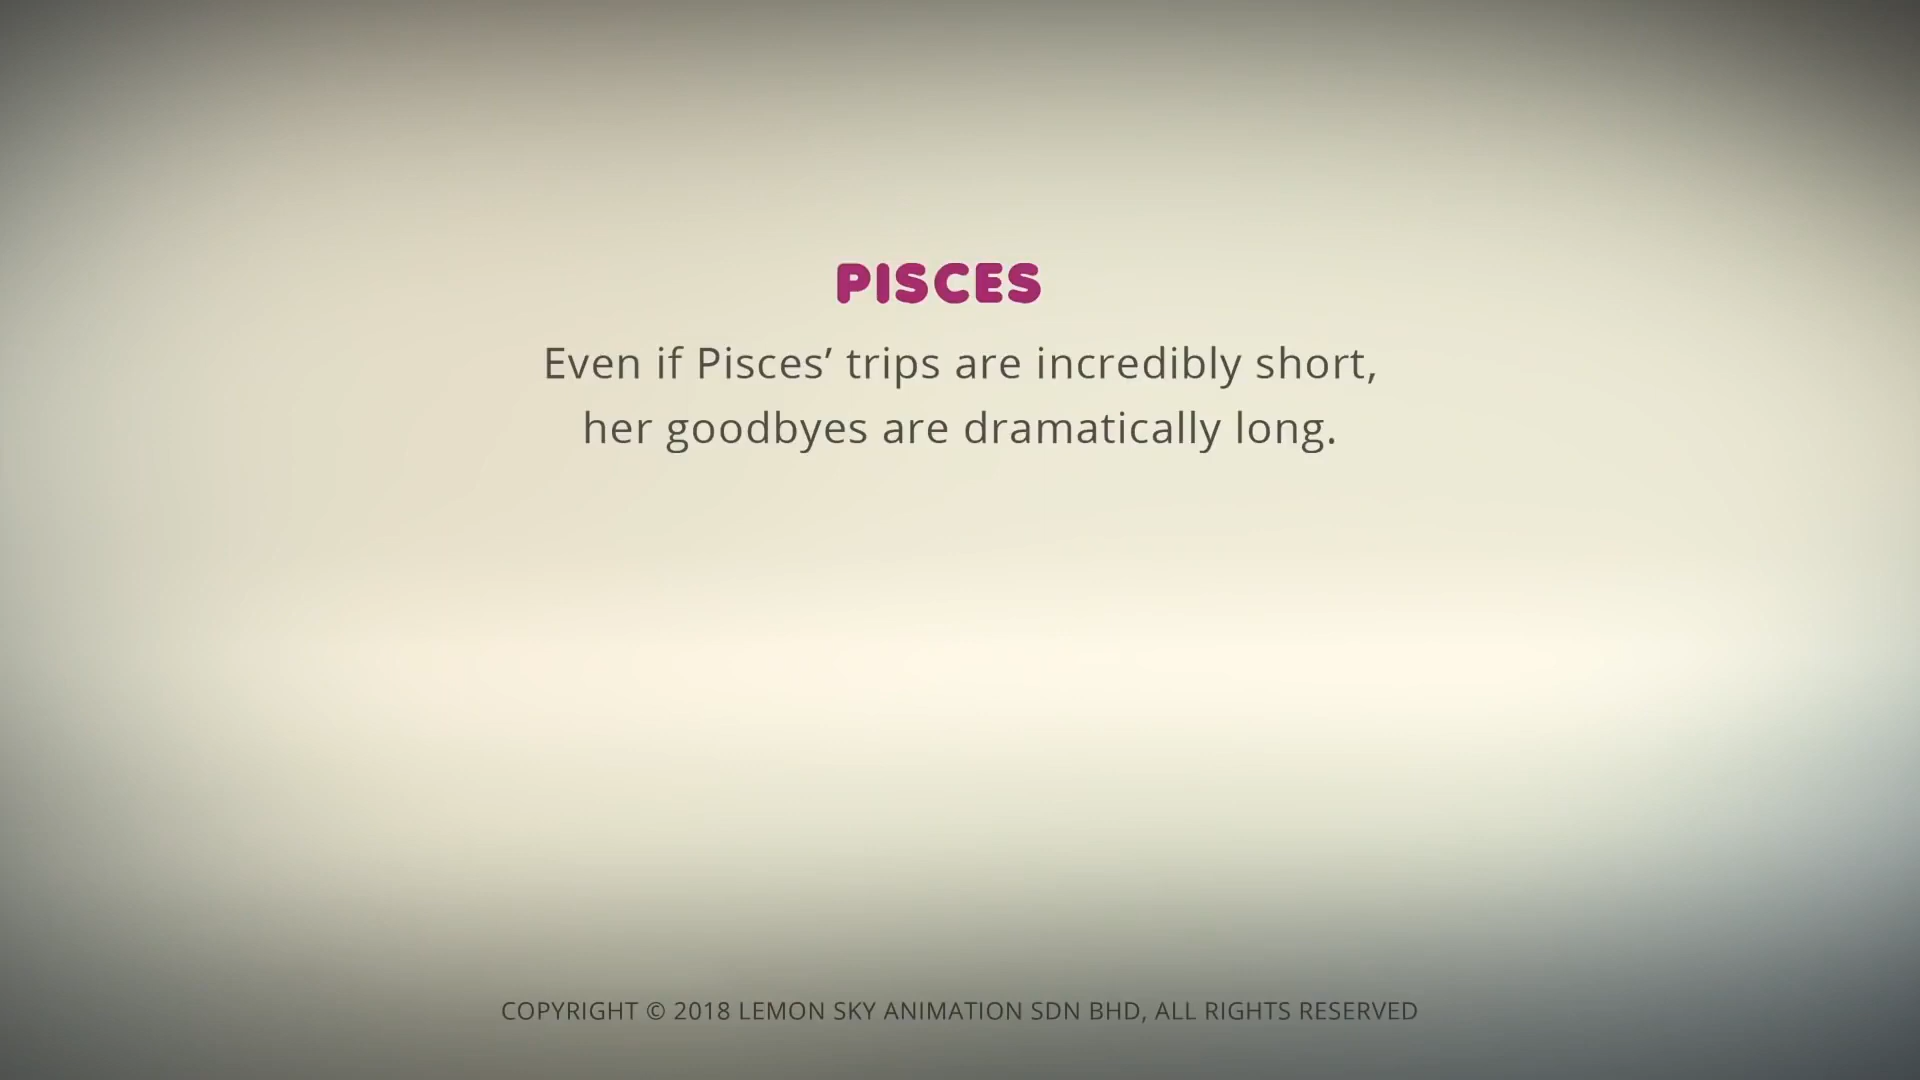 PISCES
Even if Pisces’ trips are incredibly short,
her goodbyes are dramatically long.
COPYRIGHT © 2018 LEMON SKY ANIMATION SDN BHD, ALL RIGHTS RESERVED